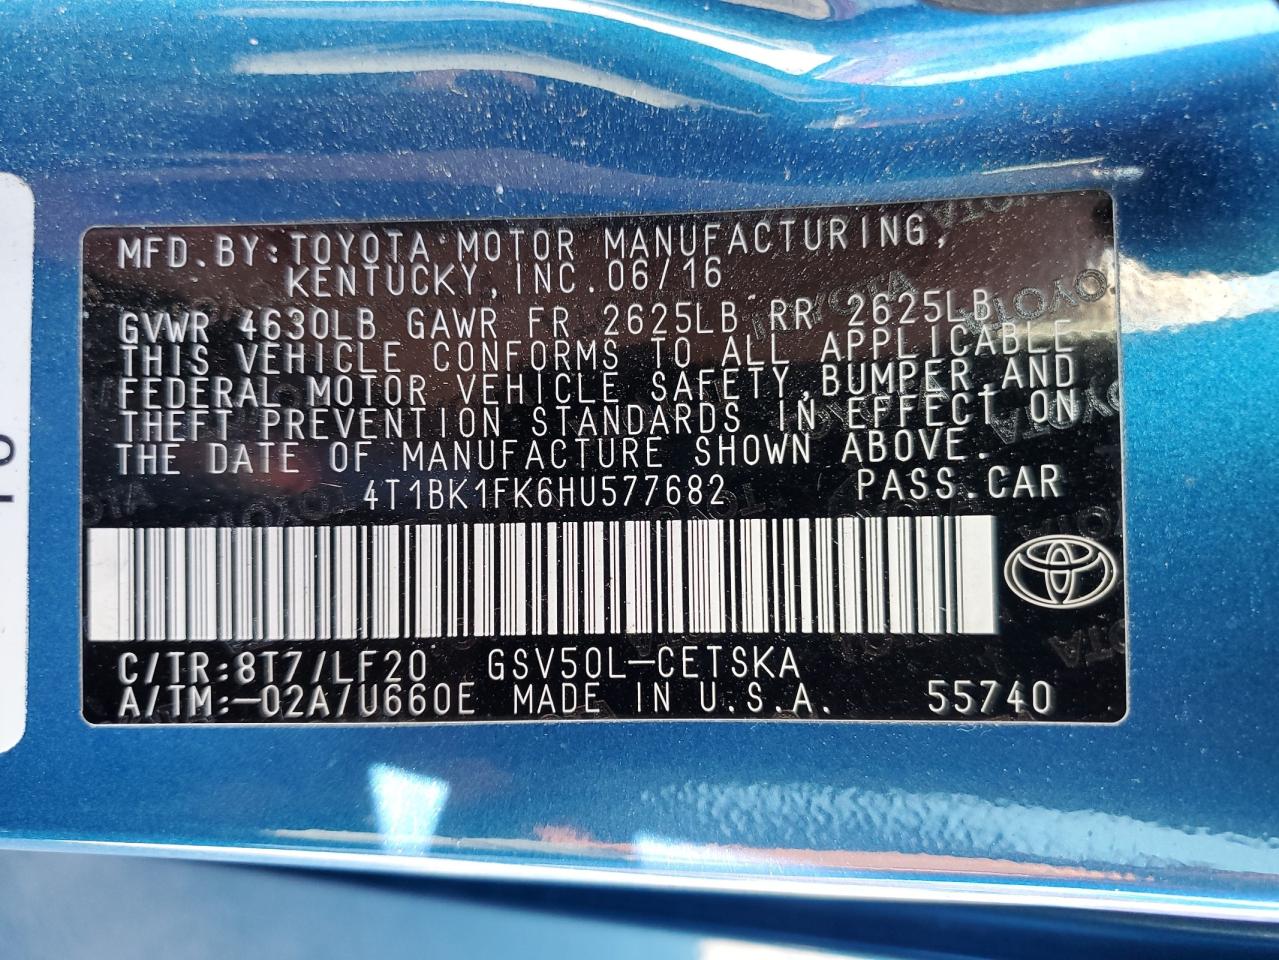 MFD.BY:TOYOTA MOTOR MANUFACTURING,
KENTUCKY, INC. 06/16
GVWR 4630LB GAWR FR 2625LB RR 2625LB
THIS VEHICLE CONFORMS TO ALL APPLICABLE
FEDERAL MOTOR VEHICLE SAFETY,BUMPER,AND
THEFT PREVENTION STANDARDS IN EFFECT ON
THE DATE OF MANUFACTURE SHOWN ABOVE.
4T1BK1FK6HU577682 PASS.CAR
C/TR:8T7/LF20 GSV50L-CETSKA
A/TM:-02A/U660E MADE IN U.S.A. 55740